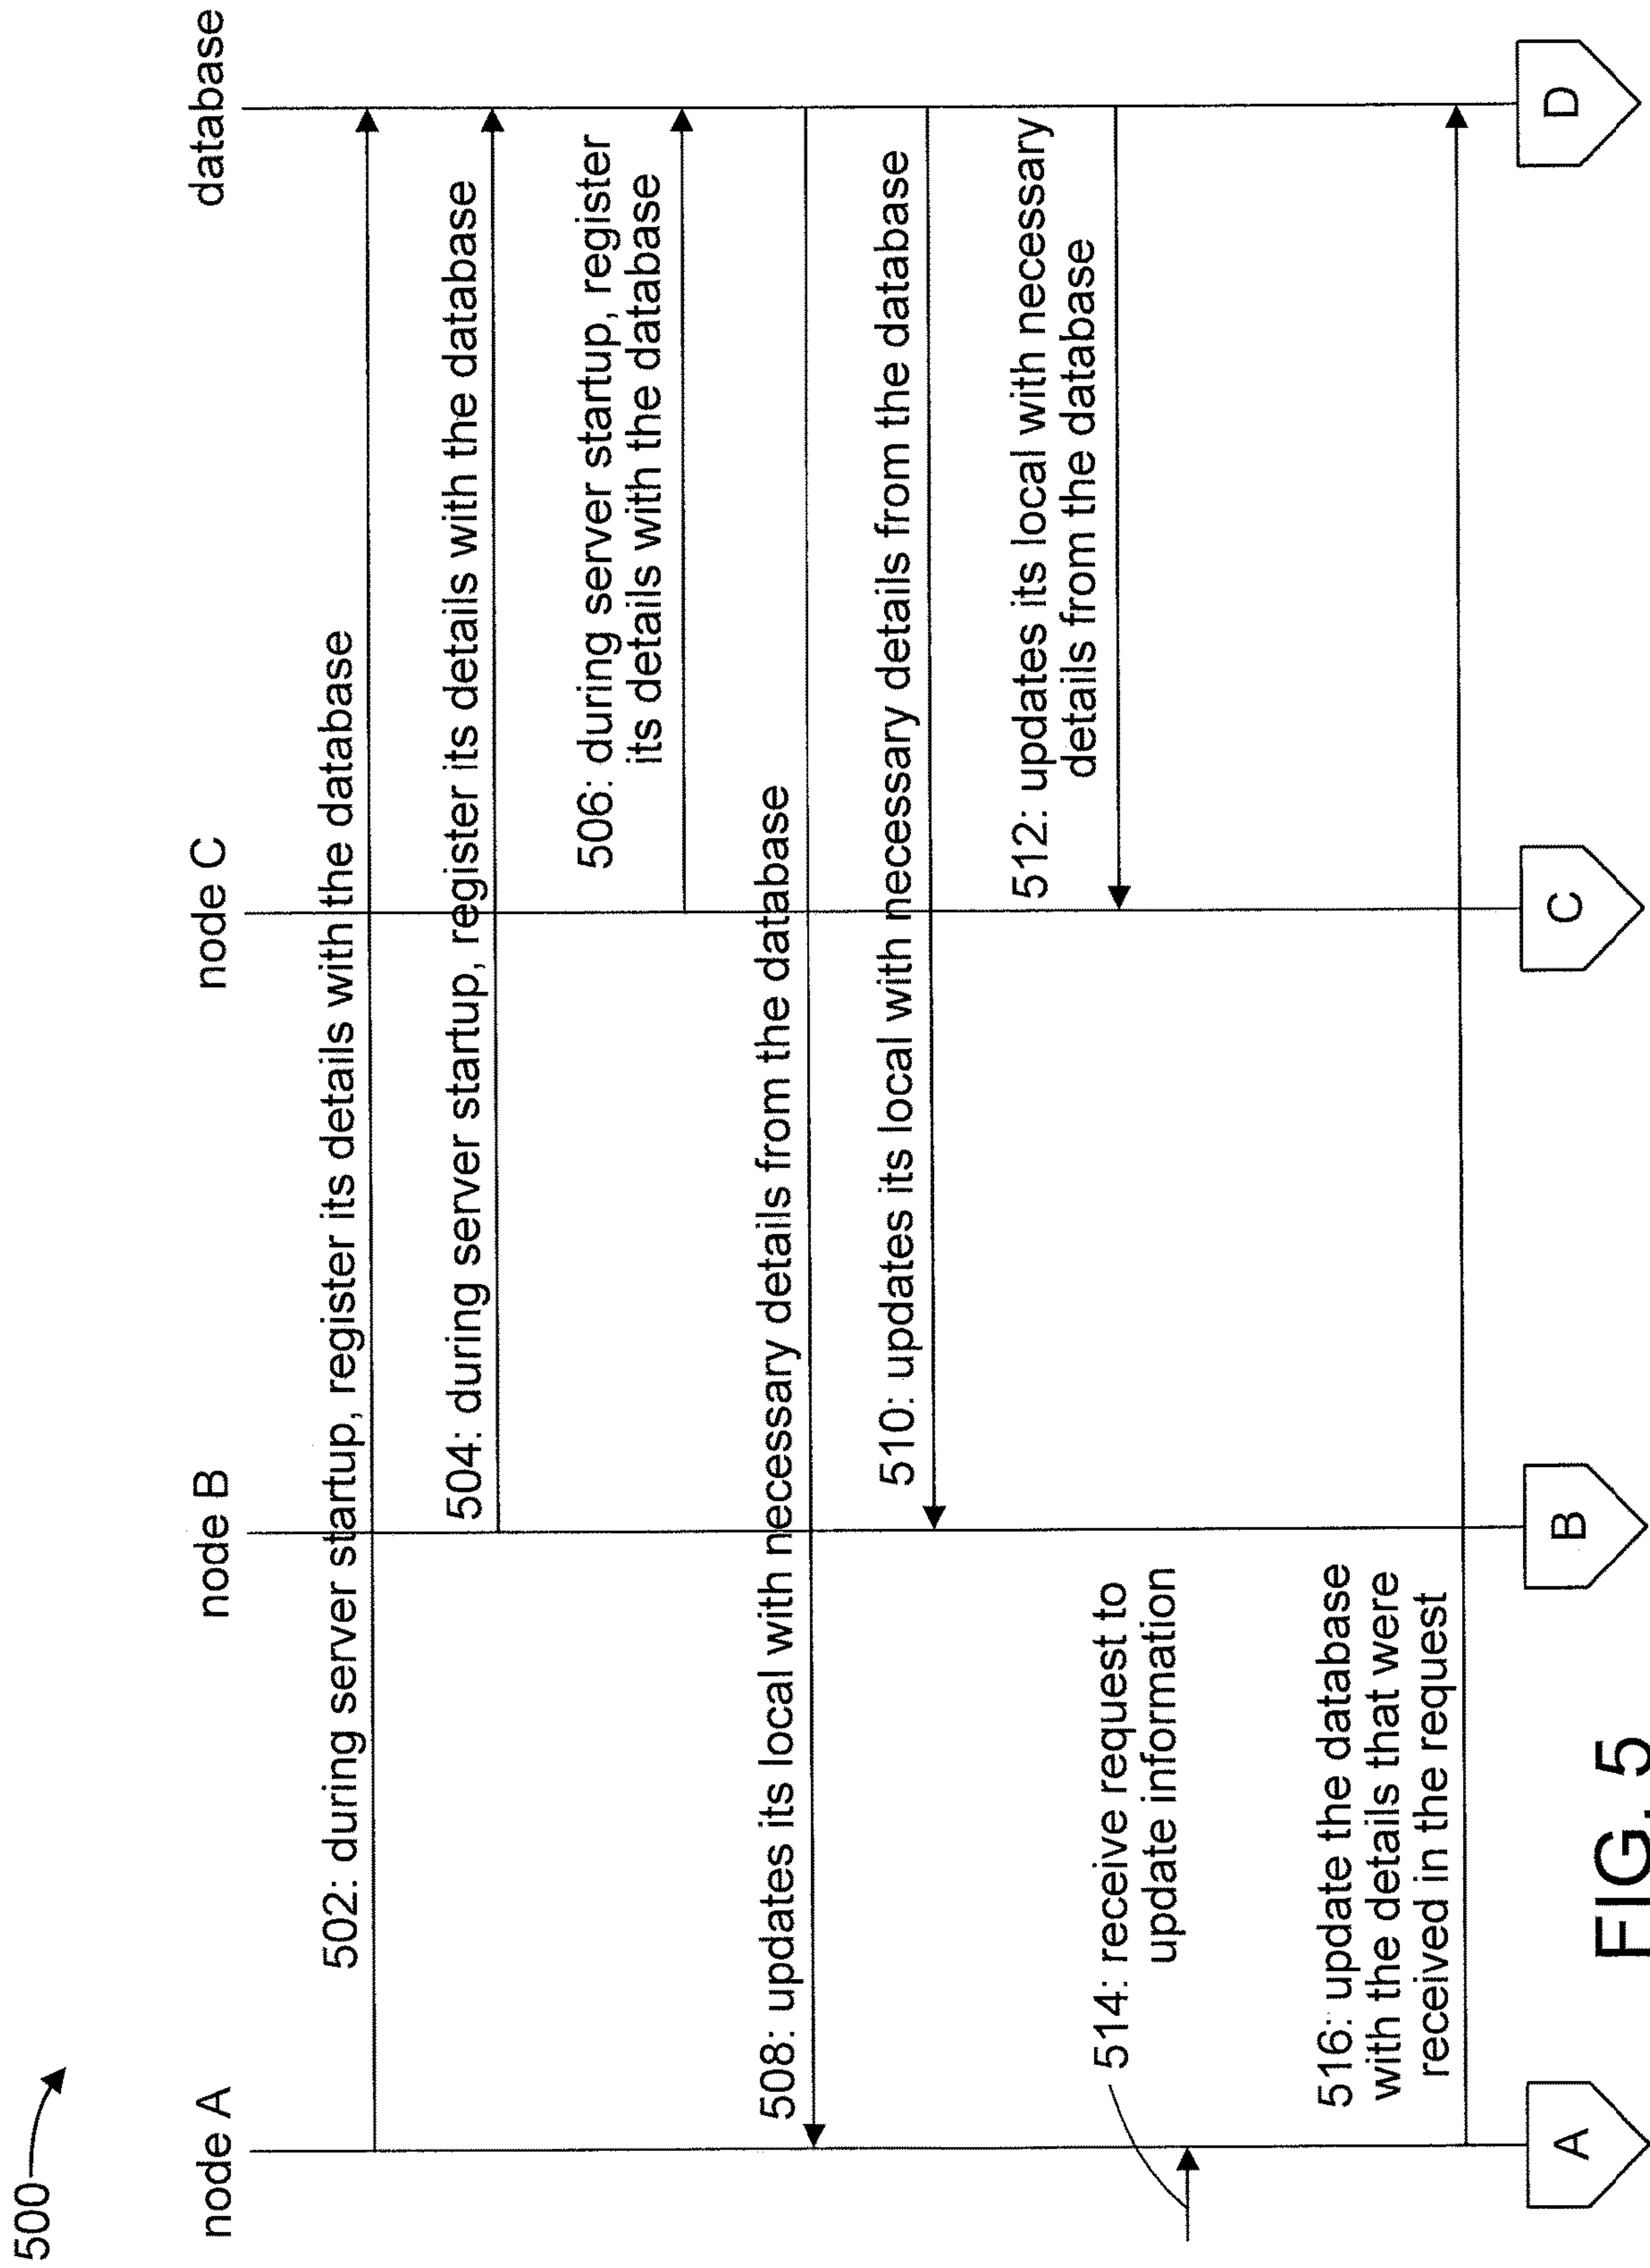 500
node A
node B
node C
database
502: during server startup, register its details with the database
504: during server startup, register its details with the database
506: during server startup, register
its details with the database
508: updates its local with necessary details from the database
510: updates its local with necessary details from the database
512: updates its local with necessary
details from the database
514: receive request to
update information
516: update the database
with the details that were
received in the request
A
B
C
D
FIG. 5